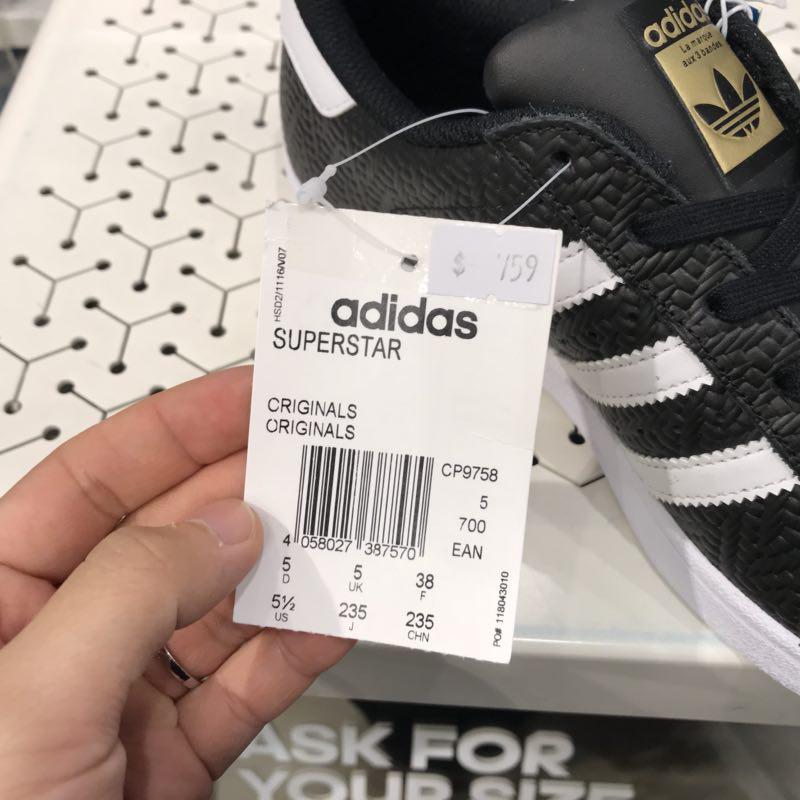 adidas
La marque
aux 3 bandes
HSD2/1116/V07
$ 759
adidas
SUPERSTAR
ORIGINALS
ORIGINALS
CP9758
5
700
EAN
4 058027 387570
5 5 38
D UK F
5½ 235 235
US J CHN
PO# 118043010
ASK FOR
YOUR SIZE